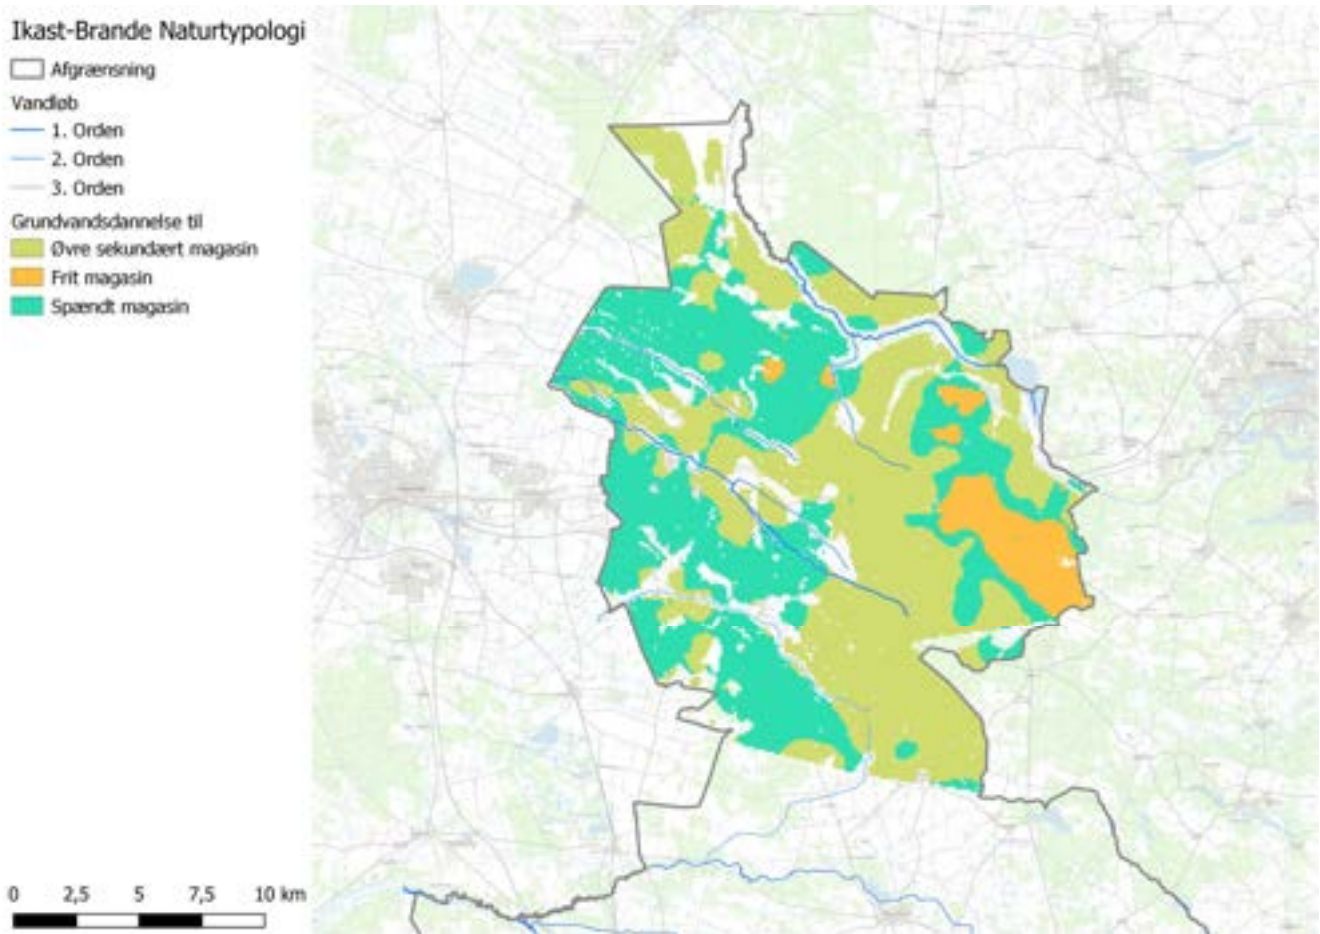 Ikast-Brande Naturtypologi
Afgrænsning
Vandløb
1. Orden
2. Orden
3. Orden
Grundvandsdannelse til
Øvre sekundært magasin
Frit magasin
Spændt magasin
0 2,5 5 7,5 10 km